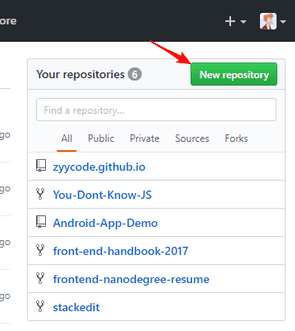 ore
Your repositories 6 New repository
Find a repository...
All Public Private Sources Forks
go zyycode.github.io
You-Dont-Know-JS
go Android-App-Demo
go front-end-handbook-2017
frontend-nanodegree-resume
go stackedit